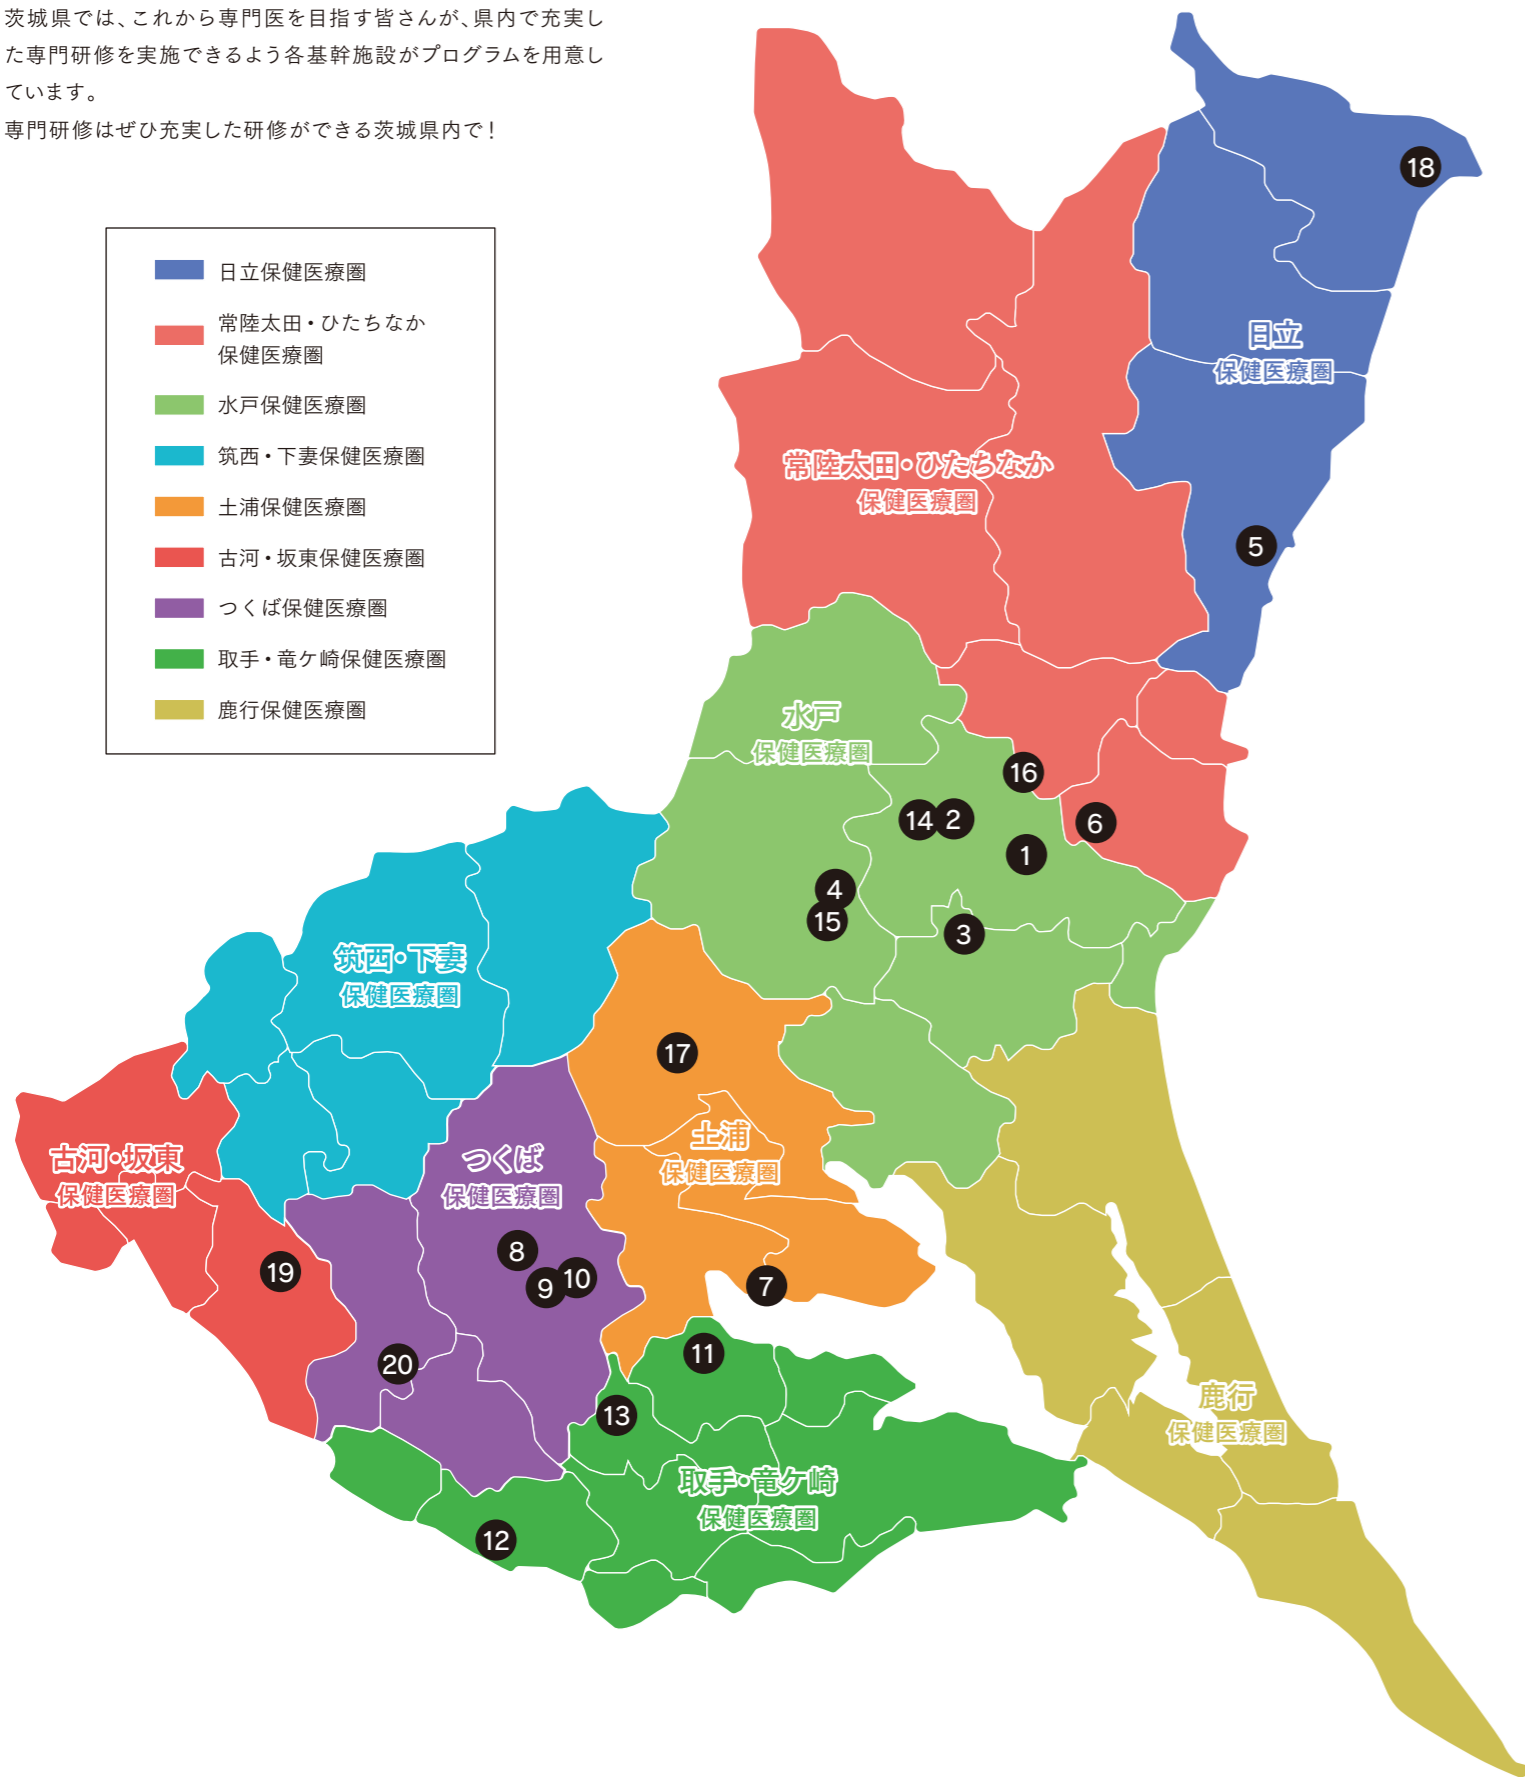 茨城県では、これから専門医を目指す皆さんが、県内で充実し
た専門研修を実施できるよう各基幹施設がプログラムを用意し
ています。
専門研修はぜひ充実した研修ができる茨城県内で！
日立保健医療圏
常陸太田・ひたちなか
保健医療圏
水戸保健医療圏
筑西・下妻保健医療圏
土浦保健医療圏
古河・坂東保健医療圏
つくば保健医療圏
取手・竜ケ崎保健医療圏
鹿行保健医療圏
18
日立
保健医療圏
常陸太田・ひたちなか
保健医療圏
5
水戸
保健医療圏
16
14
2
6
1
4
15
3
筑西・下妻
保健医療圏
17
土浦
保健医療圏
古河・坂東
保健医療圏
つくば
保健医療圏
8
9
10
7
19
20
11
13
鹿行
保健医療圏
取手・竜ケ崎
保健医療圏
12